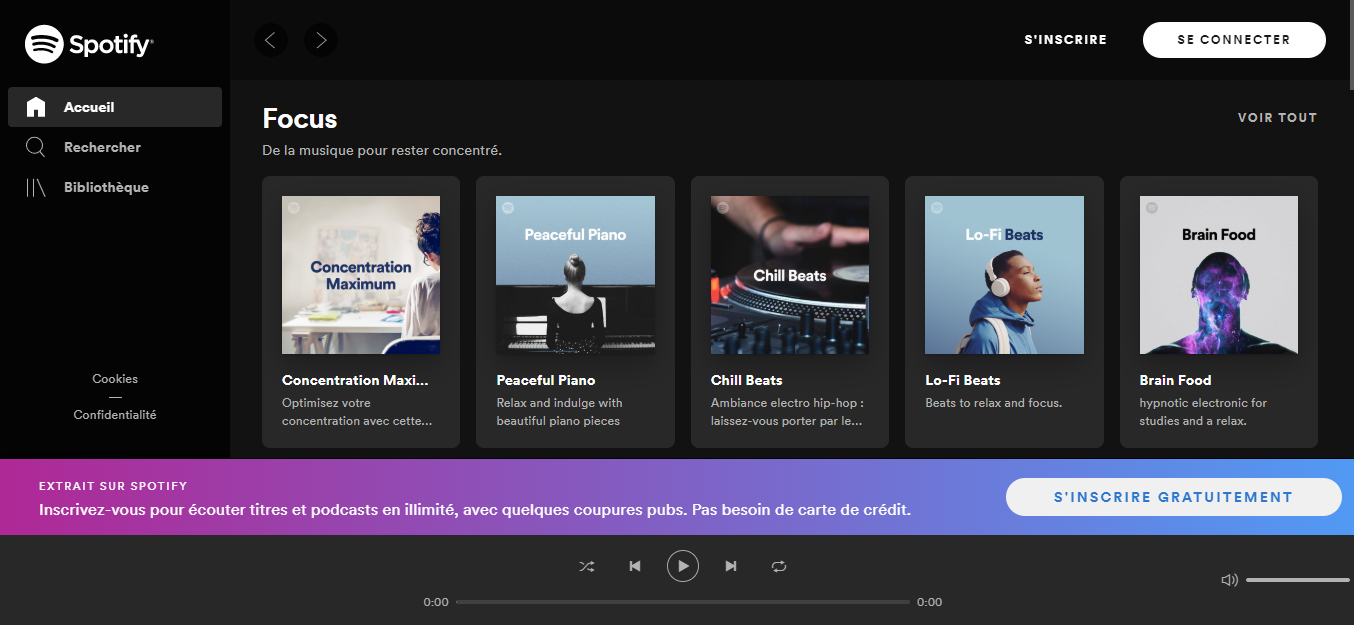 Spotify
S'INSCRIRE
SE CONNECTER
Accueil
Rechercher
Bibliothèque
Cookies
Confidentialité
Focus
VOIR TOUT
De la musique pour rester concentré.
Concentration
Maximum
Concentration Maxi...
Optimisez votre
concentration avec cette...
Peaceful Piano
Peaceful Piano
Relax and indulge with
beautiful piano pieces
Chill Beats
Chill Beats
Ambiance electro hip-hop :
laissez-vous porter par le...
Lo-Fi Beats
Lo-Fi Beats
Beats to relax and focus.
Brain Food
Brain Food
hypnotic electronic for
studies and a relax.
EXTRAIT SUR SPOTIFY
Inscrivez-vous pour écouter titres et podcasts en illimité, avec quelques coupures pubs. Pas besoin de carte de crédit.
S'INSCRIRE GRATUITEMENT
0:00
0:00